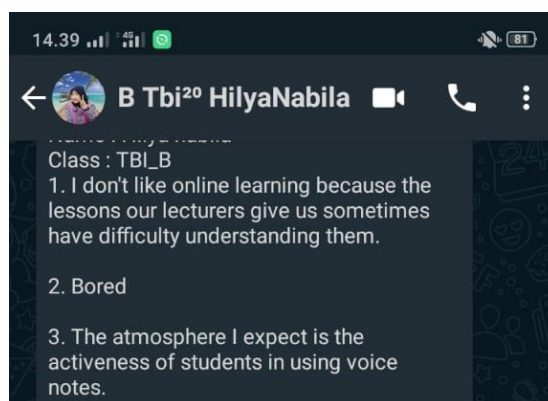 14.39
4G
81
B Tbi²⁰ HilyaNabila
Class : TBI_B
1. I don't like online learning because the
lessons our lecturers give us sometimes
have difficulty understanding them.
2. Bored
3. The atmosphere I expect is the
activeness of students in using voice
notes.